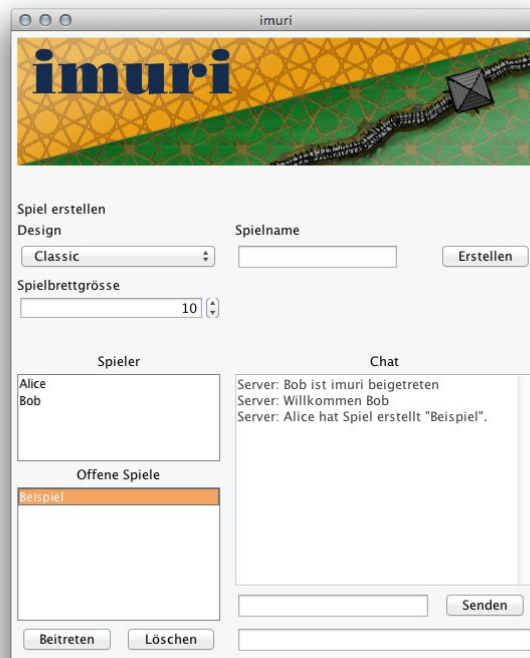 imuri
imuri
Spiel erstellen
Design
Spielname
Classic
Erstellen
Spielbrettgrösse
10
Spieler
Chat
Alice
Bob
Server: Bob ist imuri beigetreten
Server: Willkommen Bob
Server: Alice hat Spiel erstellt "Beispiel".
Offene Spiele
Beispiel
Senden
Beitreten
Löschen